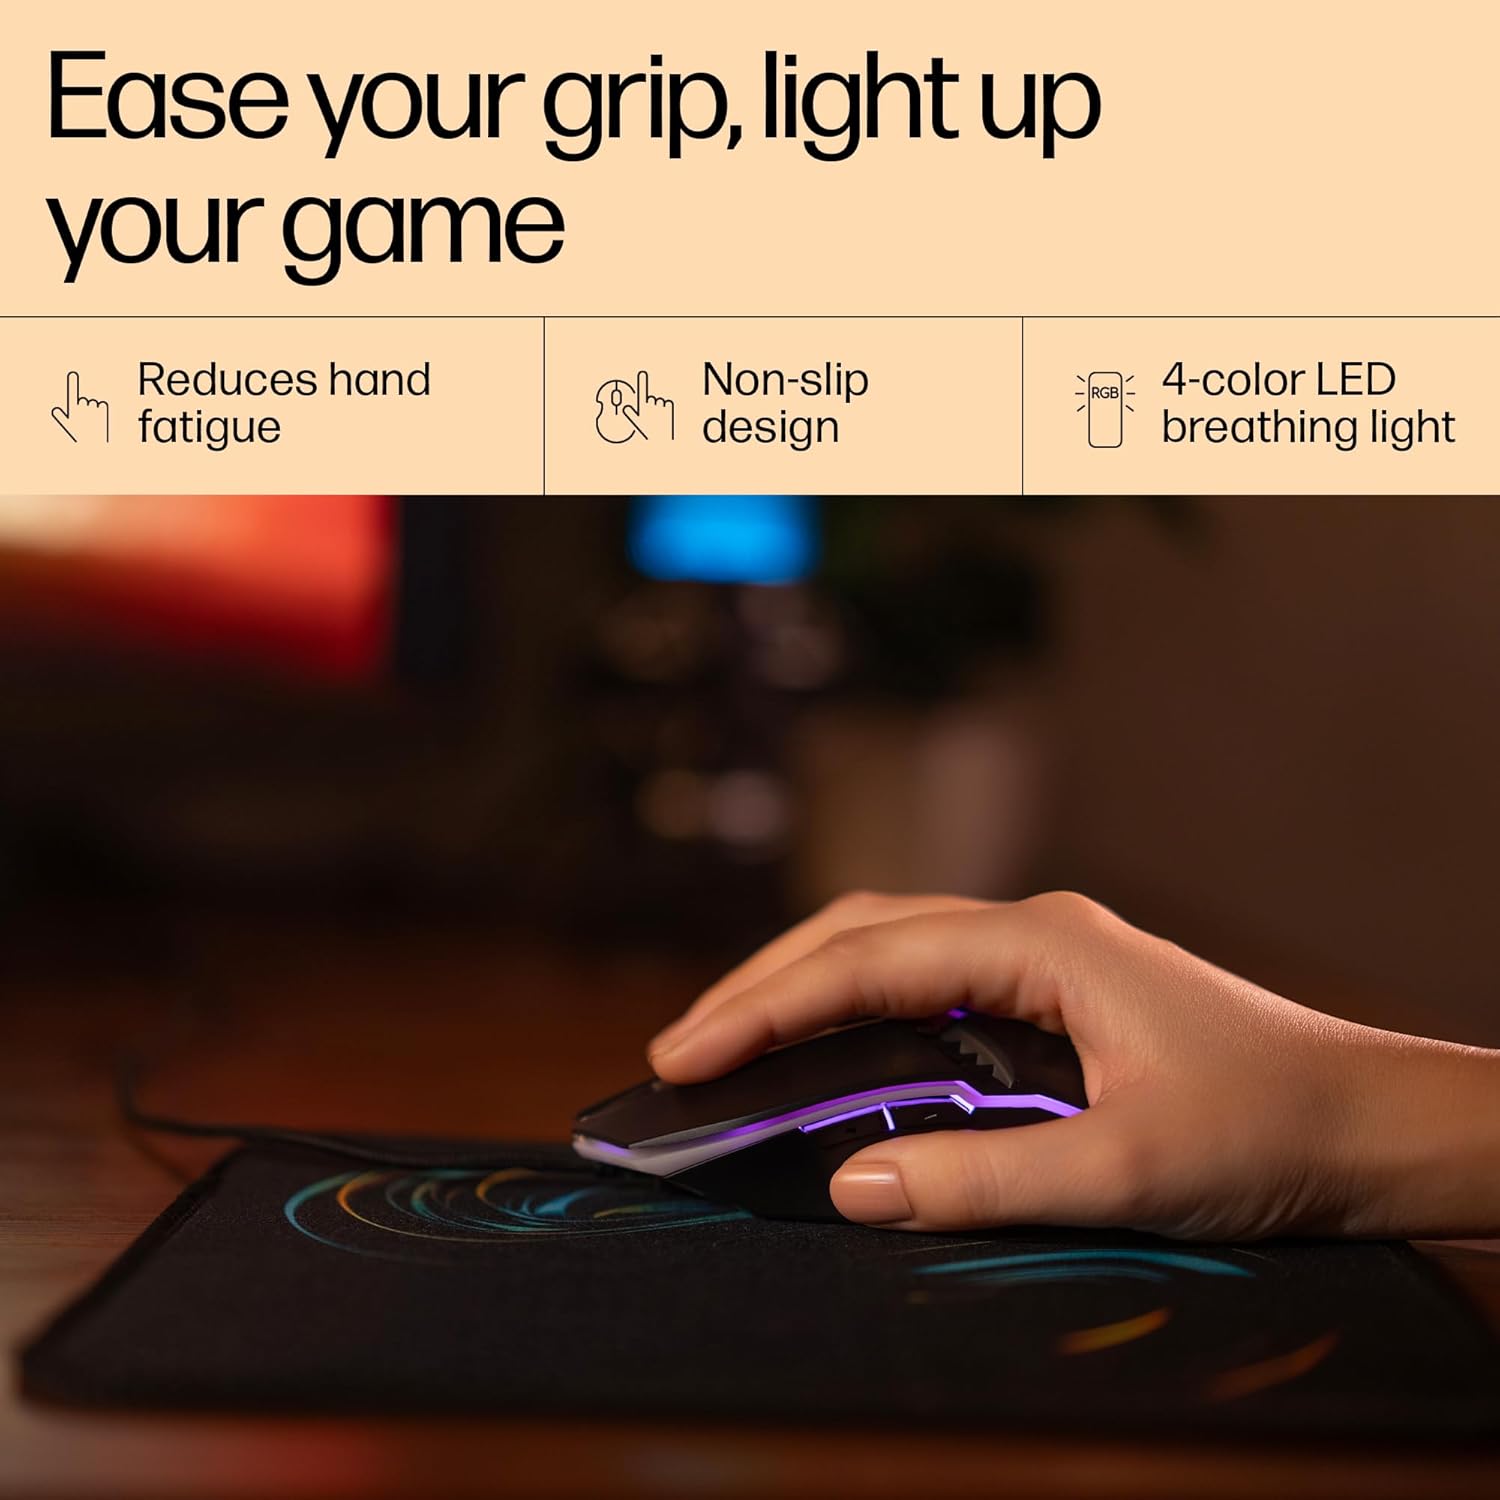 Ease your grip, light up
your game
Reduces hand
fatigue
Non-slip
design
RGB
4-color LED
breathing light